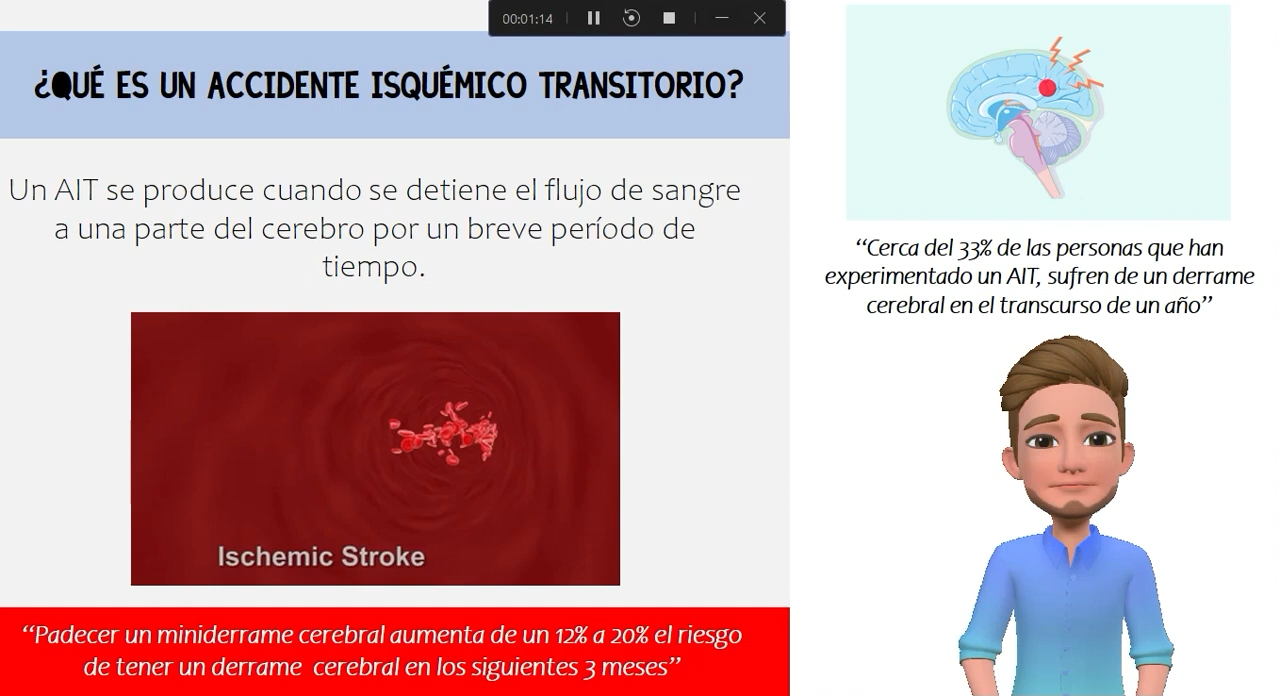 00:01:14
¿QUÉ ES UN ACCIDENTE ISQUÉMICO TRANSITORIO?
Un AIT se produce cuando se detiene el flujo de sangre
a una parte del cerebro por un breve período de
tiempo.
Ischemic Stroke
“Padecer un miniderrame cerebral aumenta de un 12% a 20% el riesgo
de tener un derrame cerebral en los siguientes 3 meses”
“Cerca del 33% de las personas que han
experimentado un AIT, sufren de un derrame
cerebral en el transcurso de un año”